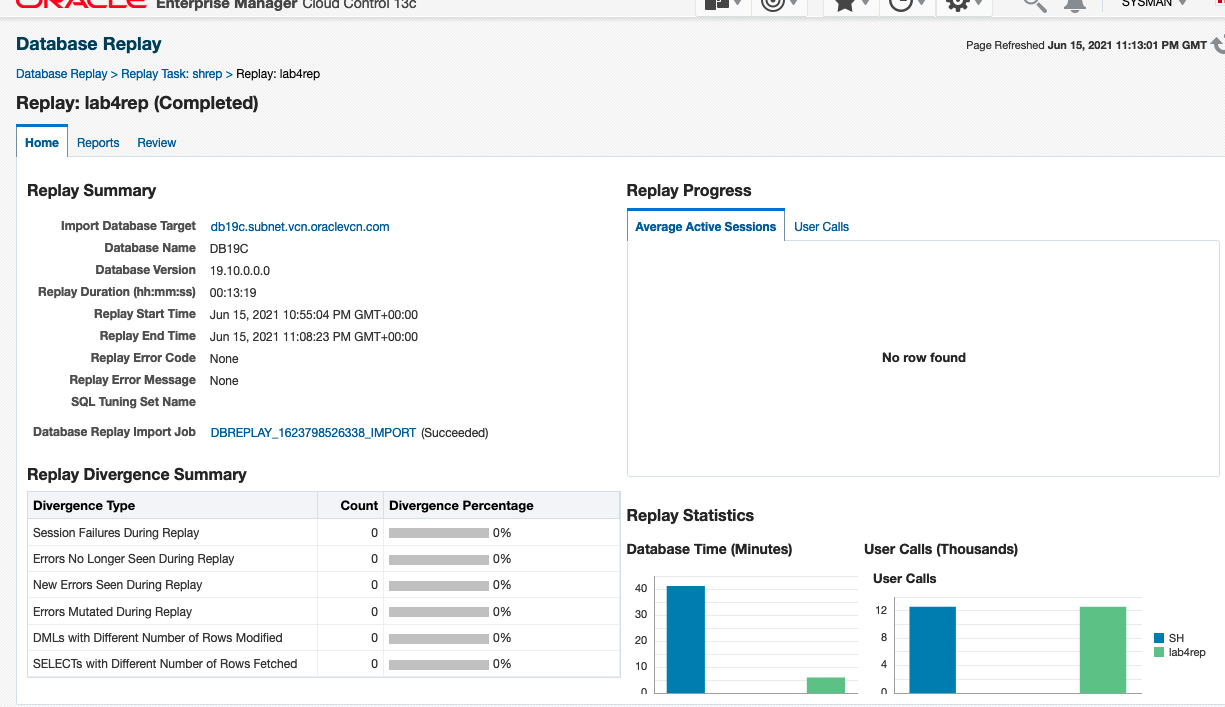 ORACLE Enterprise Manager Cloud Control 13c
SYSMAN
Database Replay
Page Refreshed Jun 15, 2021 11:13:01 PM GMT
Database Replay > Replay Task: shrep > Replay: lab4rep
Replay: lab4rep (Completed)
Home Reports Review
Replay Summary
Import Database Target db19c.subnet.vcn.oraclevcn.com
Database Name DB19C
Database Version 19.10.0.0.0
Replay Duration (hh:mm:ss) 00:13:19
Replay Start Time Jun 15, 2021 10:55:04 PM GMT+00:00
Replay End Time Jun 15, 2021 11:08:23 PM GMT+00:00
Replay Error Code None
Replay Error Message None
SQL Tuning Set Name
Database Replay Import Job DBREPLAY_1623798526338_IMPORT (Succeeded)
Replay Divergence Summary
Divergence Type Count Divergence Percentage
Session Failures During Replay 0 0%
Errors No Longer Seen During Replay 0 0%
New Errors Seen During Replay 0 0%
Errors Mutated During Replay 0 0%
DMLs with Different Number of Rows Modified 0 0%
SELECTs with Different Number of Rows Fetched 0 0%
Replay Progress
Average Active Sessions User Calls
No row found
Replay Statistics
Database Time (Minutes)
40
30
20
10
0
User Calls (Thousands)
User Calls
12
8
4
0
SH
lab4rep